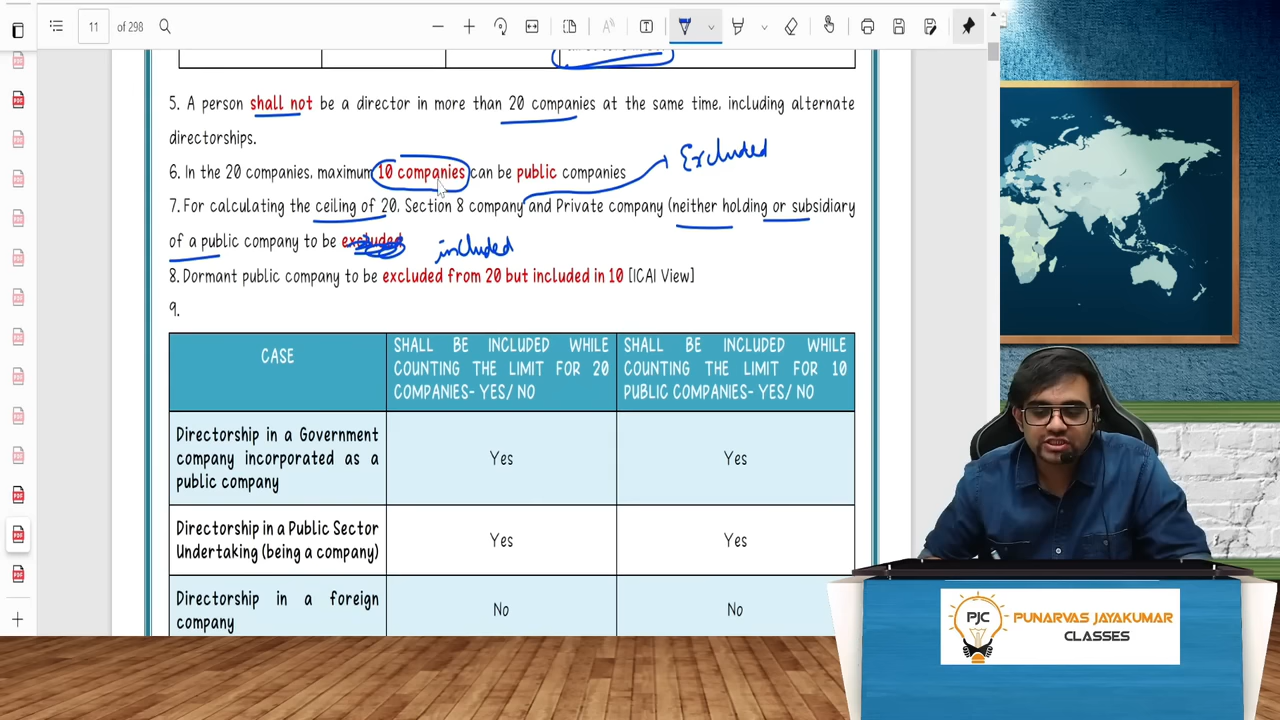 11 of 298
5. A person shall not be a director in more than 20 companies at the same time, including alternate
directorships.
6. In the 20 companies, maximum 10 companies can be public companies
Excluded
7. For calculating the ceiling of 20, Section 8 company and Private company (neither holding or subsidiary
of a public company to be excluded included
8. Dormant public company to be excluded from 20 but included in 10 [ICAI View]
9.
CASE
SHALL BE INCLUDED WHILE
COUNTING THE LIMIT FOR 20
COMPANIES- YES/ NO
SHALL BE INCLUDED WHILE
COUNTING THE LIMIT FOR 10
PUBLIC COMPANIES- YES/ NO
Directorship in a Government
company incorporated as a
public company
Yes
Yes
Directorship in a Public Sector
Undertaking (being a company)
Yes
Yes
Directorship in a foreign
company
No
No
PJC
PUNARVAS JAYAKUMAR
CLASSES